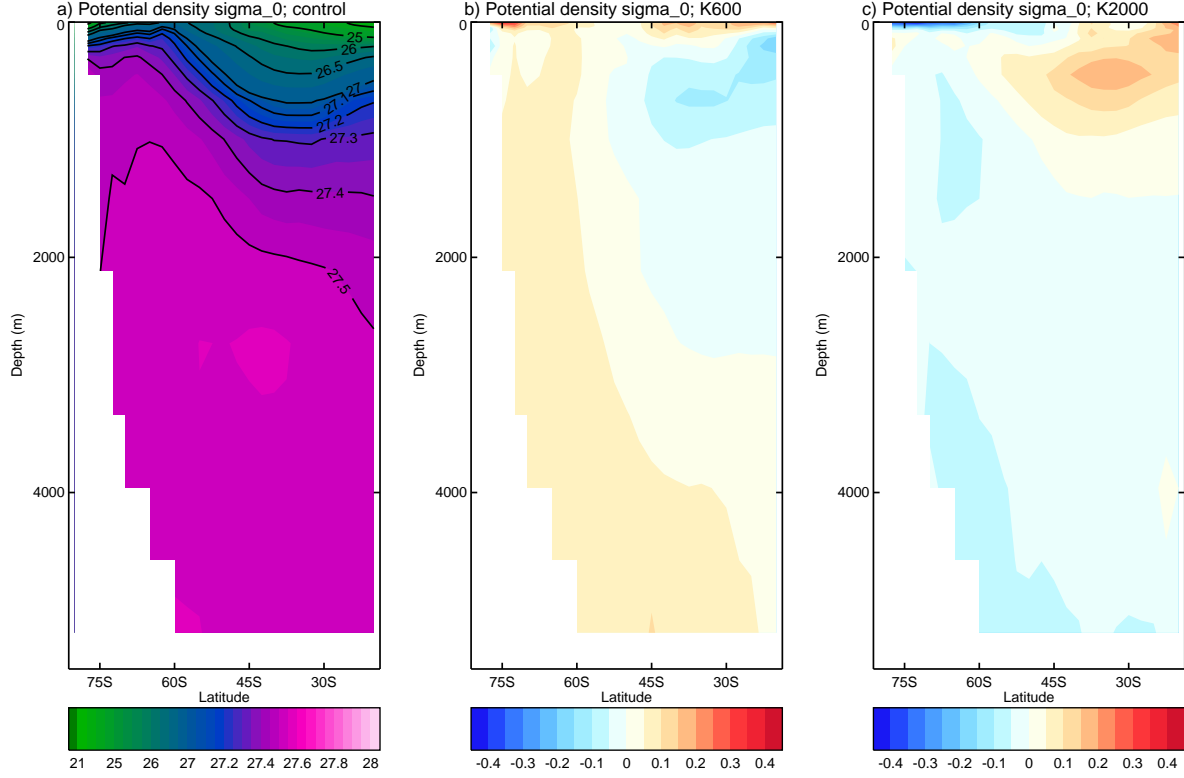 a) Potential density sigma_0; control
b) Potential density sigma_0; K600
c) Potential density sigma_0; K2000
0
2000
4000
Depth (m)
25
26
26.5
27
27.1
27.2
27.3
27.4
27.5
75S 60S 45S 30S
Latitude
21 25 26 27 27.2 27.4 27.6 27.8 28
0
2000
4000
Depth (m)
75S 60S 45S 30S
Latitude
-0.4 -0.3 -0.2 -0.1 0 0.1 0.2 0.3 0.4
0
2000
4000
Depth (m)
75S 60S 45S 30S
Latitude
-0.4 -0.3 -0.2 -0.1 0 0.1 0.2 0.3 0.4